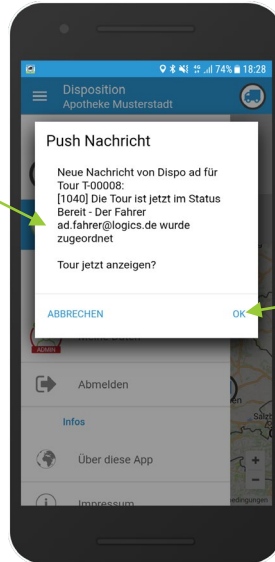 74% 18:28
Disposition
Apotheke Musterstadt
Push Nachricht
Neue Nachricht von Dispo ad für
Tour T-00008:
[1040] Die Tour ist jetzt im Status
Bereit - Der Fahrer
ad.fahrer@logics.de wurde
zugeordnet
Tour jetzt anzeigen?
ABBRECHEN OK
ADMIN
Abmelden
Infos
Über diese App
+
−
Impressum